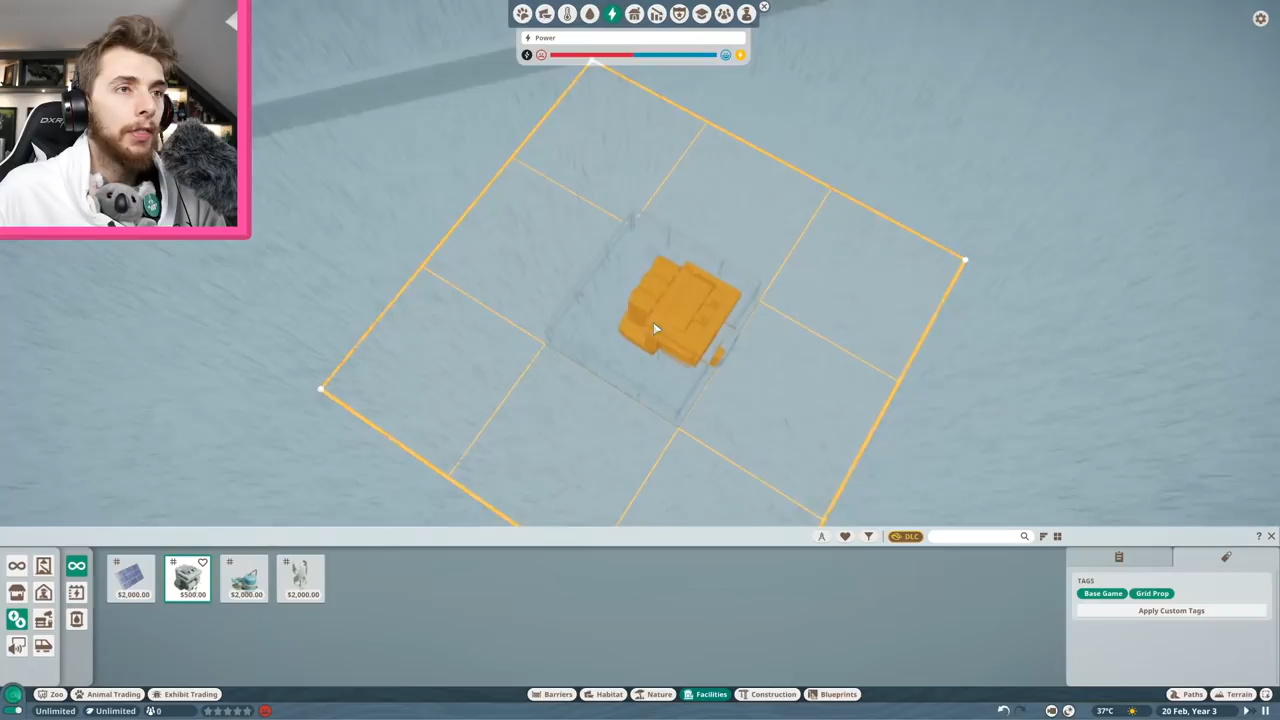 Power
DXR
$2,000.00
$500.00
$2,000.00
$2,000.00
DLC
?
TAGS
Base Game
Grid Prop
Apply Custom Tags
Zoo
Animal Trading
Exhibit Trading
Barriers
Habitat
Nature
Facilities
Construction
Blueprints
Paths
Terrain
Unlimited
Unlimited
0
37°C
20 Feb, Year 3